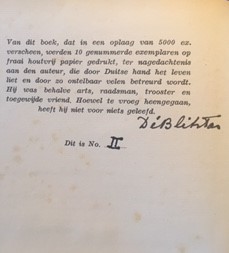 Van dit boek, dat in een oplaag van 5000 ex.
verscheen, werden 10 genummerde exemplaren op
fraai houtvrij papier gedrukt, ter nagedachtenis
aan den auteur, die door Duitse hand het leven
liet en door zo ontelbaar velen betreurd wordt.
Hij was behalve arts, raadsman, trooster en
toegewijde vriend. Hoewel te vroeg heengegaan,
heeft hij niet voor niets geleefd.
Dit is No. II